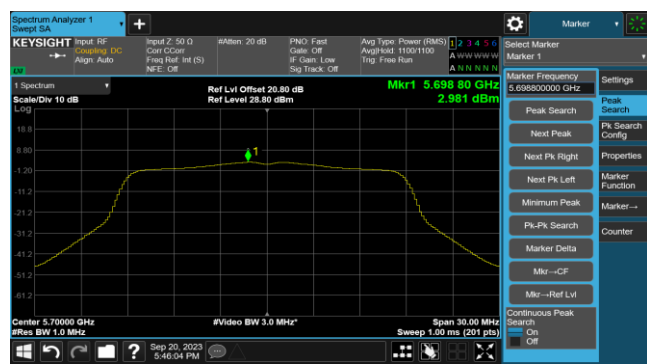 Spectrum Analyzer 1
Swept SA
+
Marker
KEYSIGHT
Input: RF
Coupling: DC
Align: Auto
Input Z: 50 Ω
Corr CCorr
Freq Ref: Int (S)
NFE: Off
#Atten: 20 dB
PNO: Fast
Gate: Off
IF Gain: Low
Sig Track: Off
Avg Type: Power (RMS)
Avg|Hold: 1100/1100
Trig: Free Run
1 2 3 4 5 6
A W W W W W
A N N N N N
Select Marker
Marker 1
1 Spectrum
Scale/Div 10 dB
Log
Ref Lvl Offset 20.80 dB
Ref Level 28.80 dBm
Mkr1 5.698 80 GHz
2.981 dBm
18.8
8.80
-1.20
-11.2
-21.2
-31.2
-41.2
-51.2
-61.2
1
Center 5.70000 GHz
#Res BW 1.0 MHz
#Video BW 3.0 MHz*
Span 30.00 MHz
Sweep 1.00 ms (201 pts)
Marker Frequency
5.698800000 GHz
Peak Search
Next Peak
Next Pk Right
Next Pk Left
Minimum Peak
Pk-Pk Search
Marker Delta
Mkr→CF
Mkr→Ref Lvl
Continuous Peak
Search
On
Off
Settings
Peak
Search
Pk Search
Config
Properties
Marker
Function
Marker→
Counter
?
Sep 20, 2023
5:46:04 PM